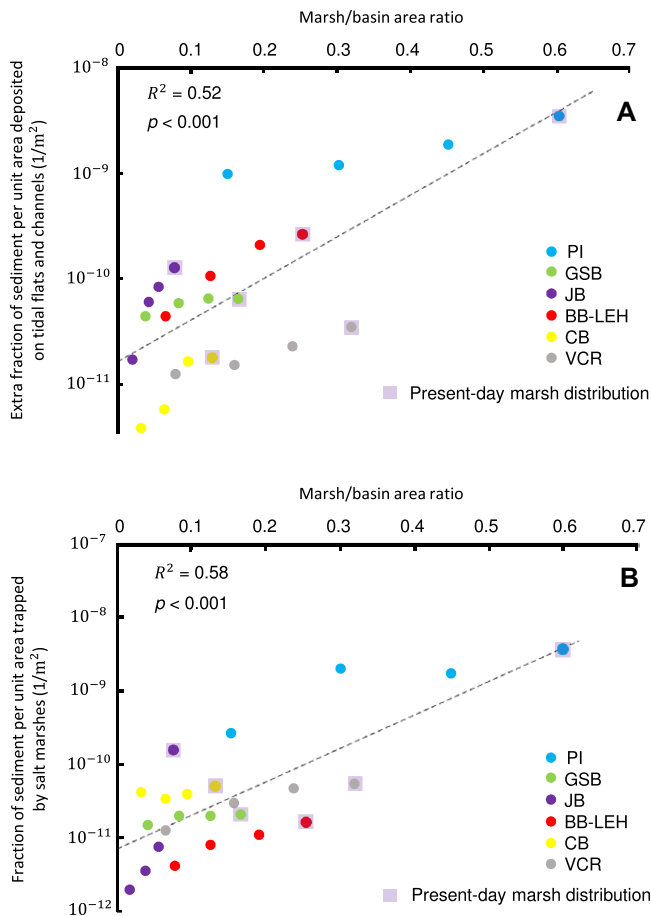 Marsh/basin area ratio
0 0.1 0.2 0.3 0.4 0.5 0.6 0.7
Extra fraction of sediment per unit area deposited
on tidal flats and channels (1/m²)
10⁻⁸
10⁻⁹
10⁻¹⁰
10⁻¹¹
R² = 0.52
p < 0.001
A
PI
GSB
JB
BB-LEH
CB
VCR
Present-day marsh distribution
Marsh/basin area ratio
0 0.1 0.2 0.3 0.4 0.5 0.6 0.7
Fraction of sediment per unit area trapped
by salt marshes (1/m²)
10⁻⁷
10⁻⁸
10⁻⁹
10⁻¹⁰
10⁻¹¹
10⁻¹²
R² = 0.58
p < 0.001
B
PI
GSB
JB
BB-LEH
CB
VCR
Present-day marsh distribution